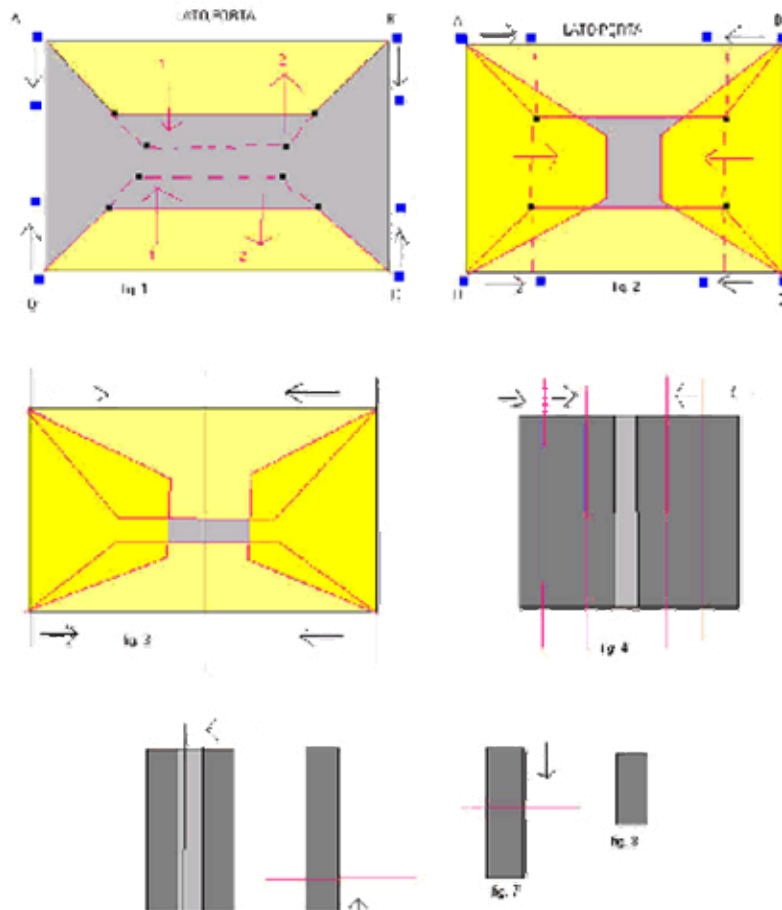 A LATO PORTA B
1 2
1 2
D fig. 1 C
A LATO PORTA B
fig. 2
fig. 3
fig. 4
fig. 7
fig. 8